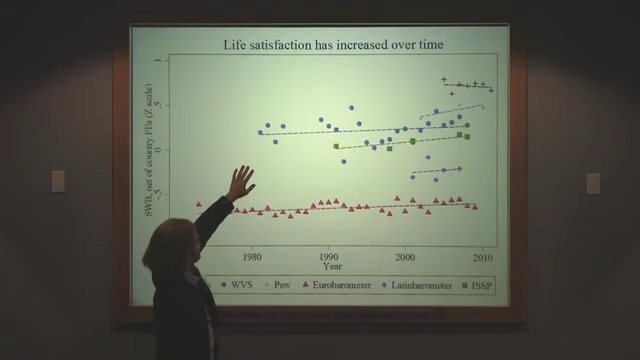 Life satisfaction has increased over time
SWB, net of country FEs (Z scale)
1
.5
0
-.5
1980
1990
2000
2010
Year
WVS
Pew
Eurobarometer
Latinbarometer
ISSP